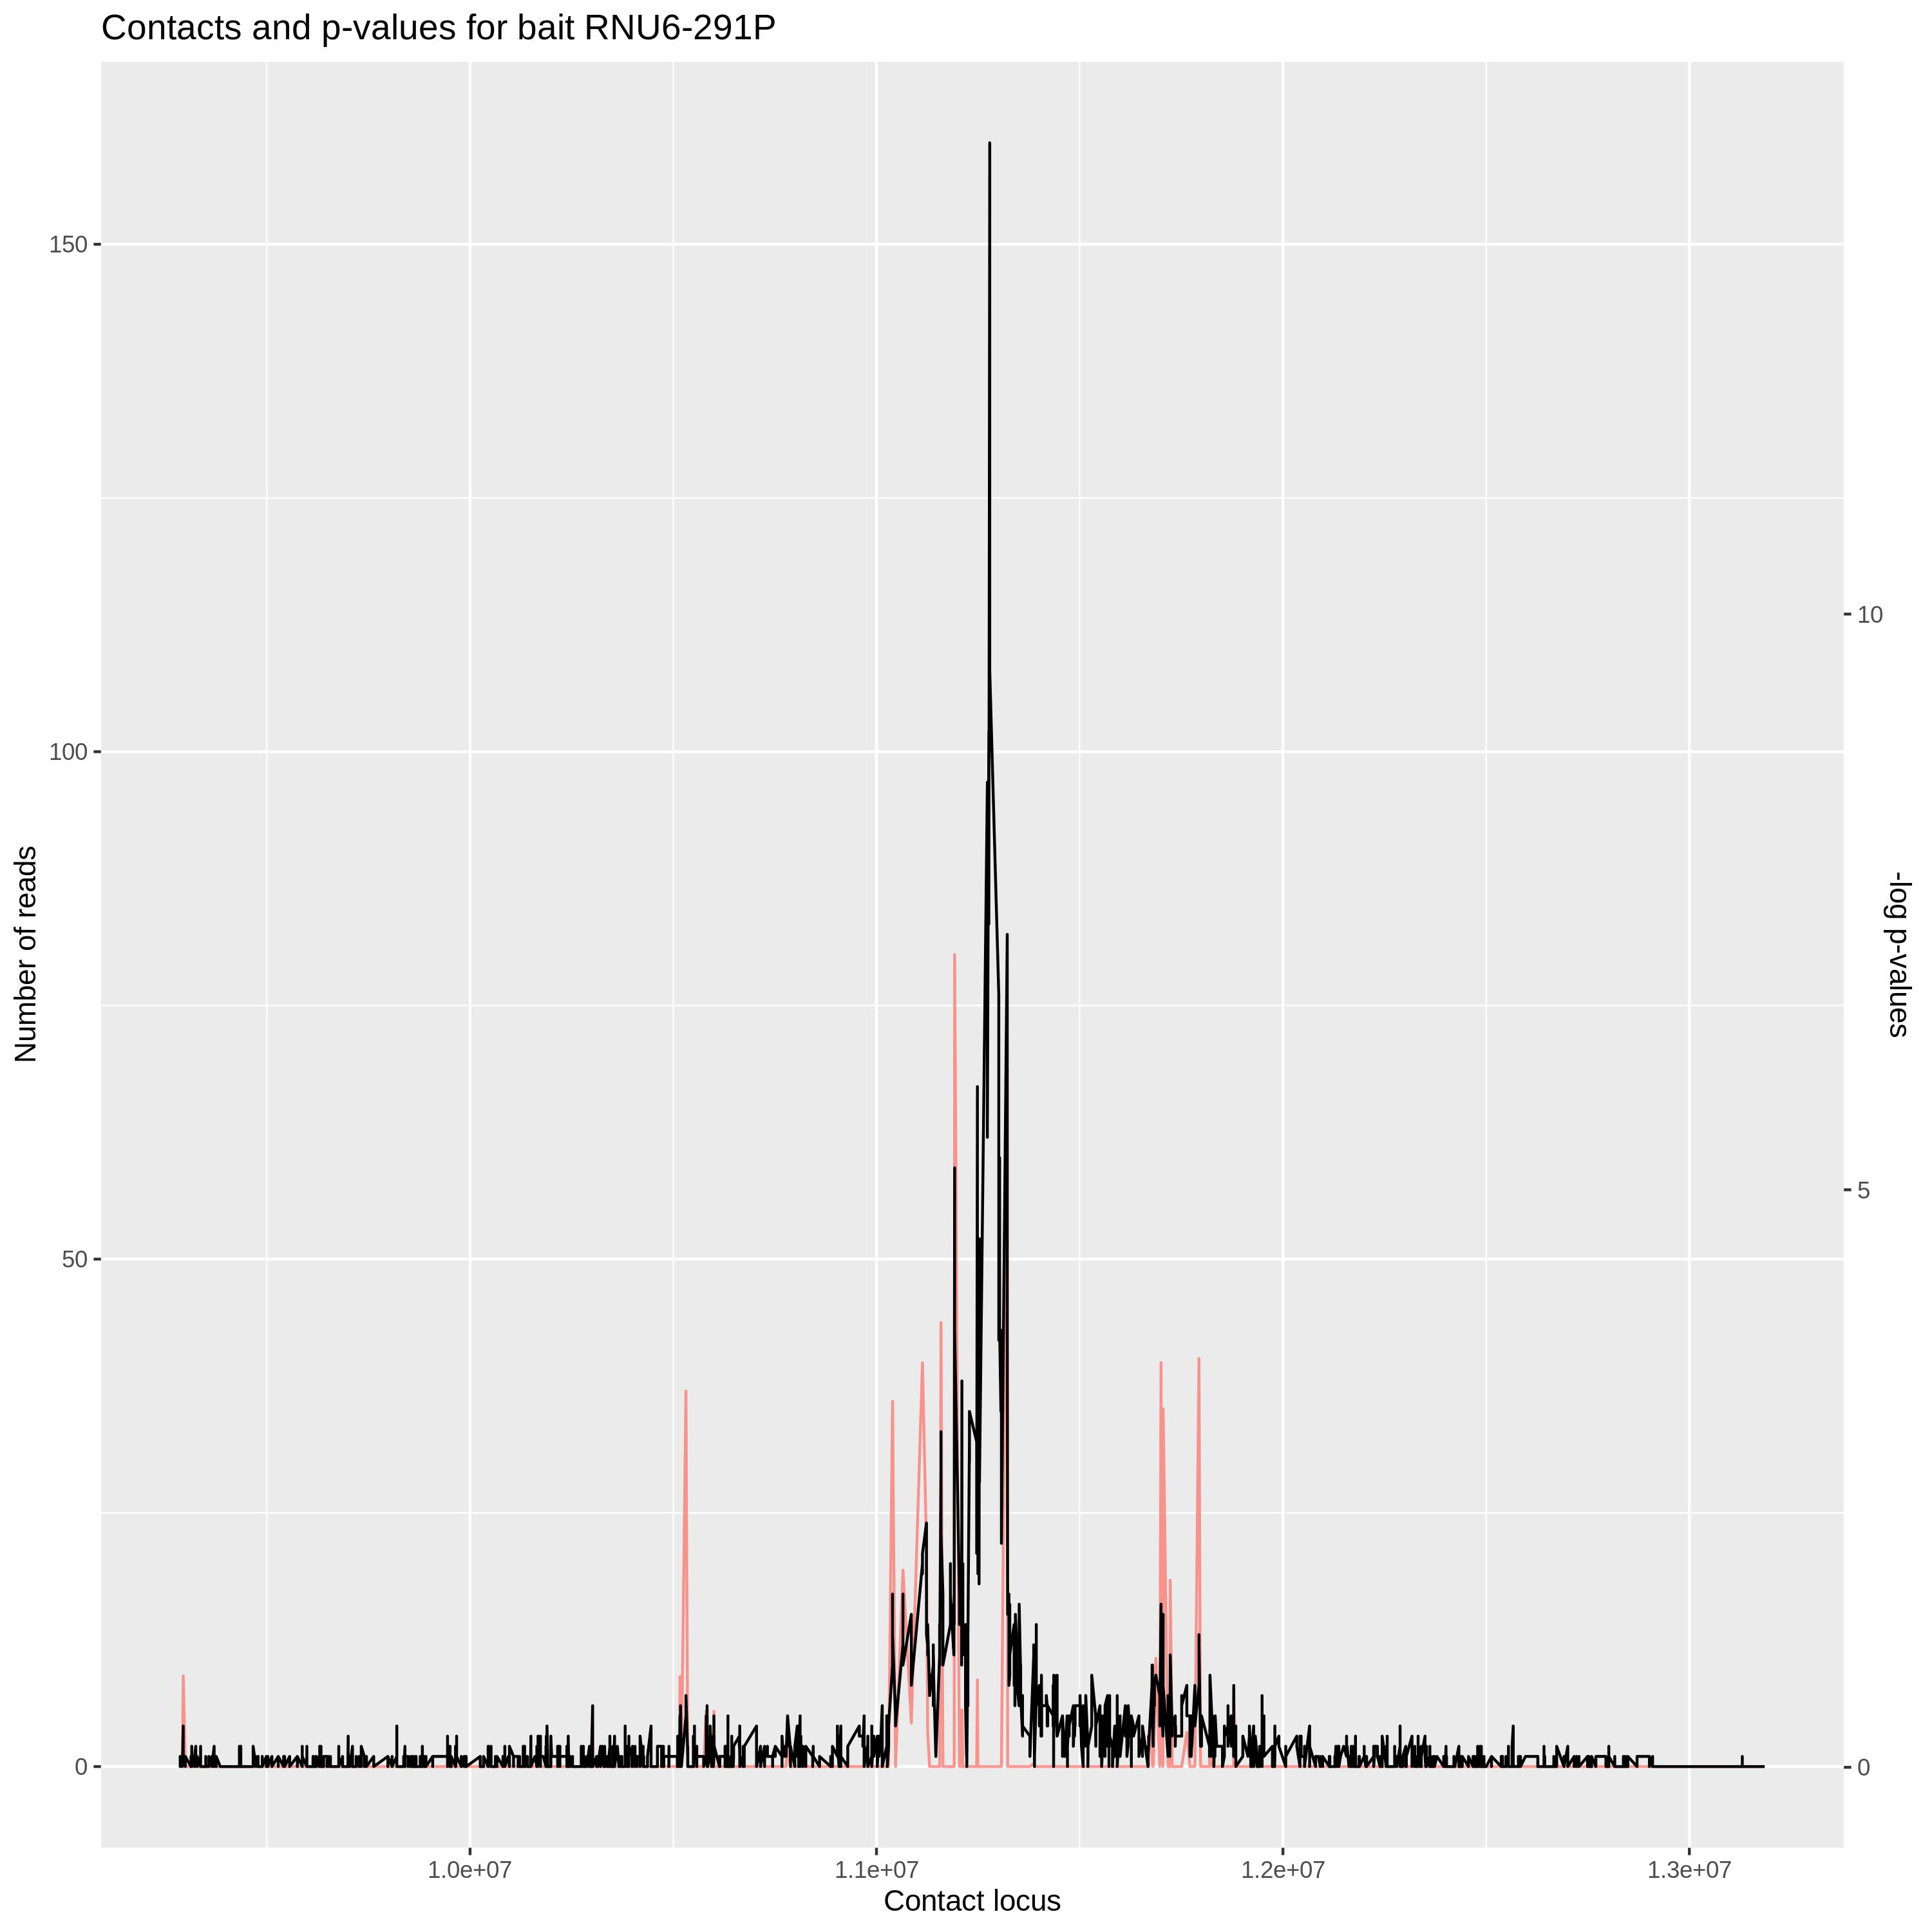 Contacts and p-values for bait RNU6-291P
150
100
50
0
Number of reads
10
5
0
-log p-values
1.0e+07
1.1e+07
1.2e+07
1.3e+07
Contact locus